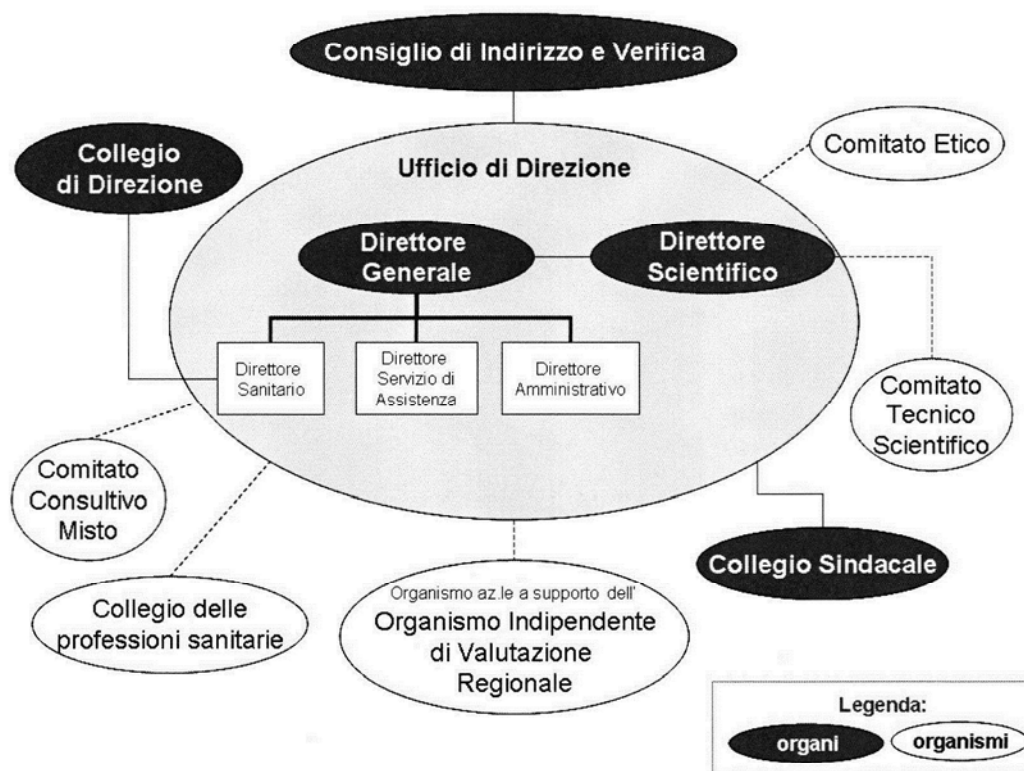 Consiglio di Indirizzo e Verifica
Collegio
di Direzione
Ufficio di Direzione
Comitato Etico
Direttore
Generale
Direttore
Scientifico
Direttore
Sanitario
Direttore
Servizio di
Assistenza
Direttore
Amministrativo
Comitato
Tecnico
Scientifico
Comitato
Consultivo
Misto
Collegio Sindacale
Collegio delle
professioni sanitarie
Organismo az.le a supporto dell'
Organismo Indipendente
di Valutazione
Regionale
Legenda:
organi
organismi